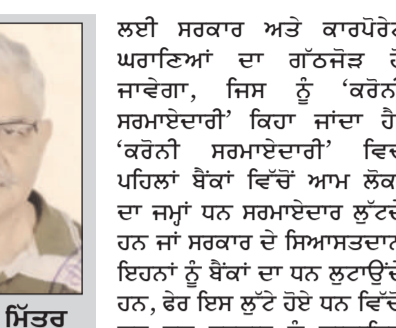 ਲਈ ਸਰਕਾਰ ਅਤੇ
ਘਰਾਣਿਆਂ ਦਾ ਗੱਠਜੋੜ
ਜਾਵੇਗਾ, ਜਿਸ ਨੂੰ ‘ਕਰੋਨੀ
ਸਰਮਾਏਦਾਰੀ’ ਕਿਹਾ ਜਾਂਦਾ ਹੈ
‘ਕਰੋਨੀ ਸਰਮਾਏਦਾਰੀ’ ਵਿਚ
ਪਹਿਲਾਂ ਬੈਂਕਾਂ ਵਿੱਚੋਂ ਆਮ ਲੋਕ
ਦਾ ਜਮ੍ਹਾਂ ਧਨ ਸਰਮਾਏਦਾਰ ਲੁੱਟਦੇ
ਹਨ ਜਾਂ ਸਰਕਾਰ ਦੇ ਸਿਆਸਤਦਾਨ
ਇਹਨਾਂ ਨੂੰ ਬੈਂਕਾਂ ਦਾ ਧਨ ਲੁਟਾਉਂਦੇ
ਹਨ, ਫੇਰ ਇਸ ਲੁੱਟੇ ਹੋਏ ਧਨ ਵਿੱਚੋਂ
ਮਿੱਤਰ